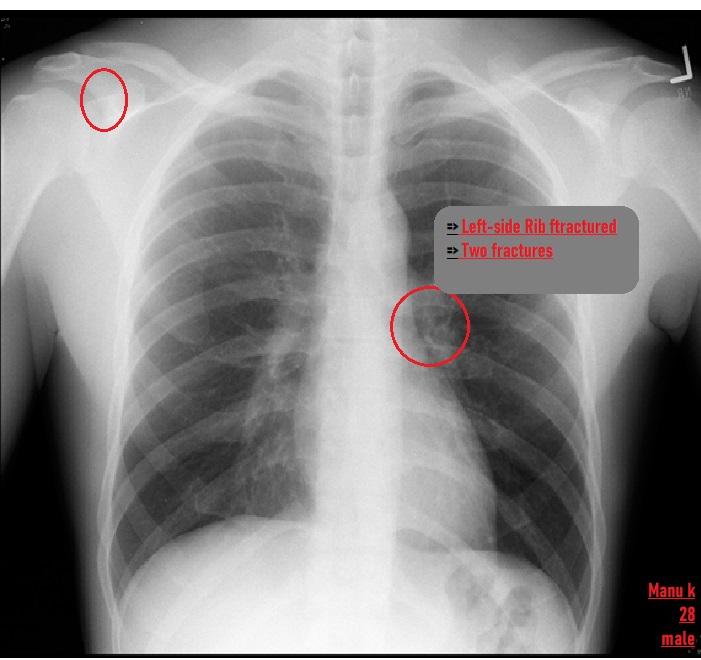 L
=> Left-side Rib ftractured
=> Two fractures
Manu k
28
male